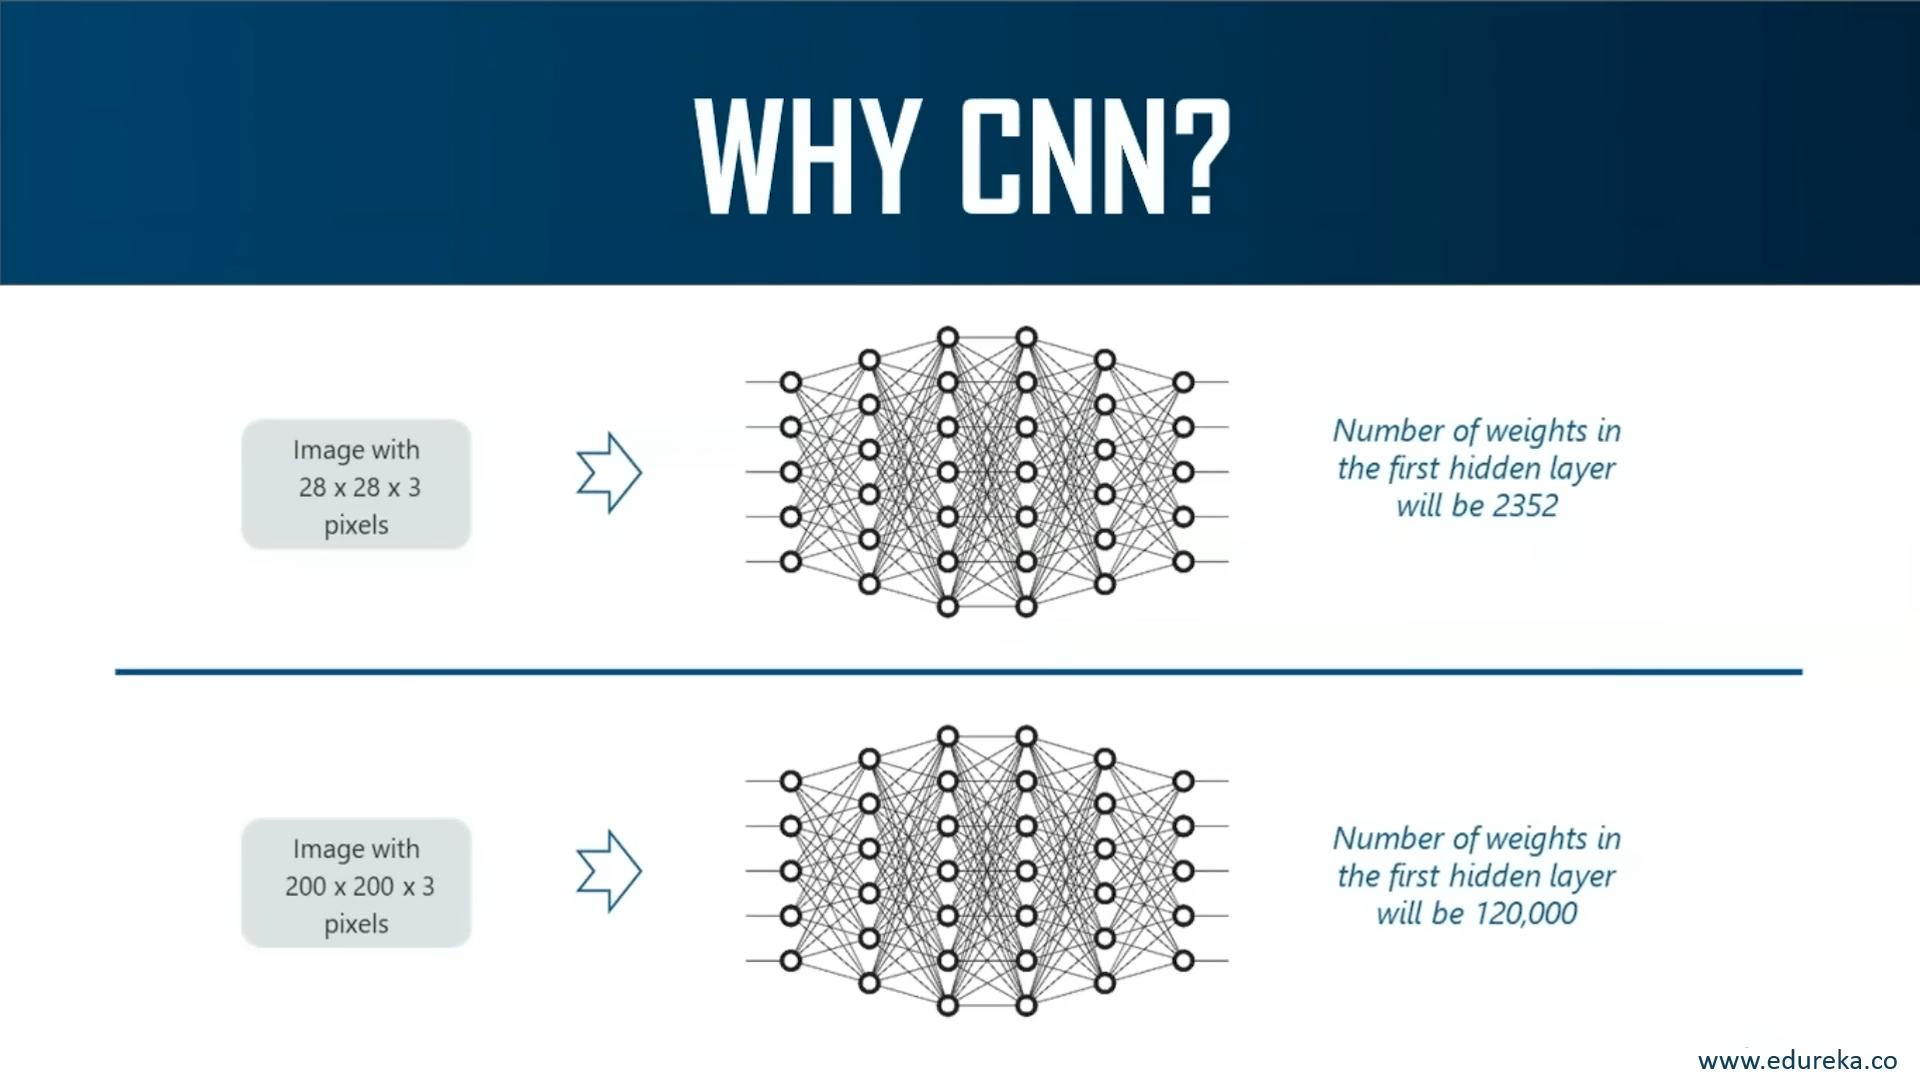 WHY CNN?
Image with
28 x 28 x 3
pixels
Number of weights in
the first hidden layer
will be 2352
Image with
200 x 200 x 3
pixels
Number of weights in
the first hidden layer
will be 120,000
www.edureka.co